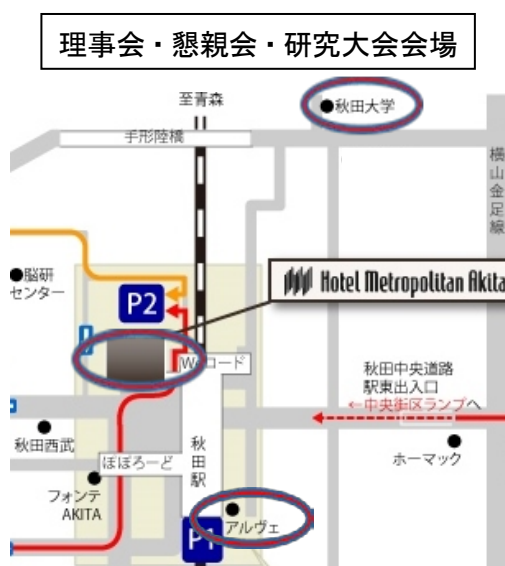 理事会・懇親会・研究大会会場
至青森
秋田大学
手形陸橋
横山金足線
脳研
センター
P2
Hotel Metropolitan Akita
Weロード
秋田中央道路
駅東出入口
←中央街区ランプへ
秋田西武
秋田駅
ぽぽろーど
ホーマック
フォンテ
AKITA
アルヴェ
P1